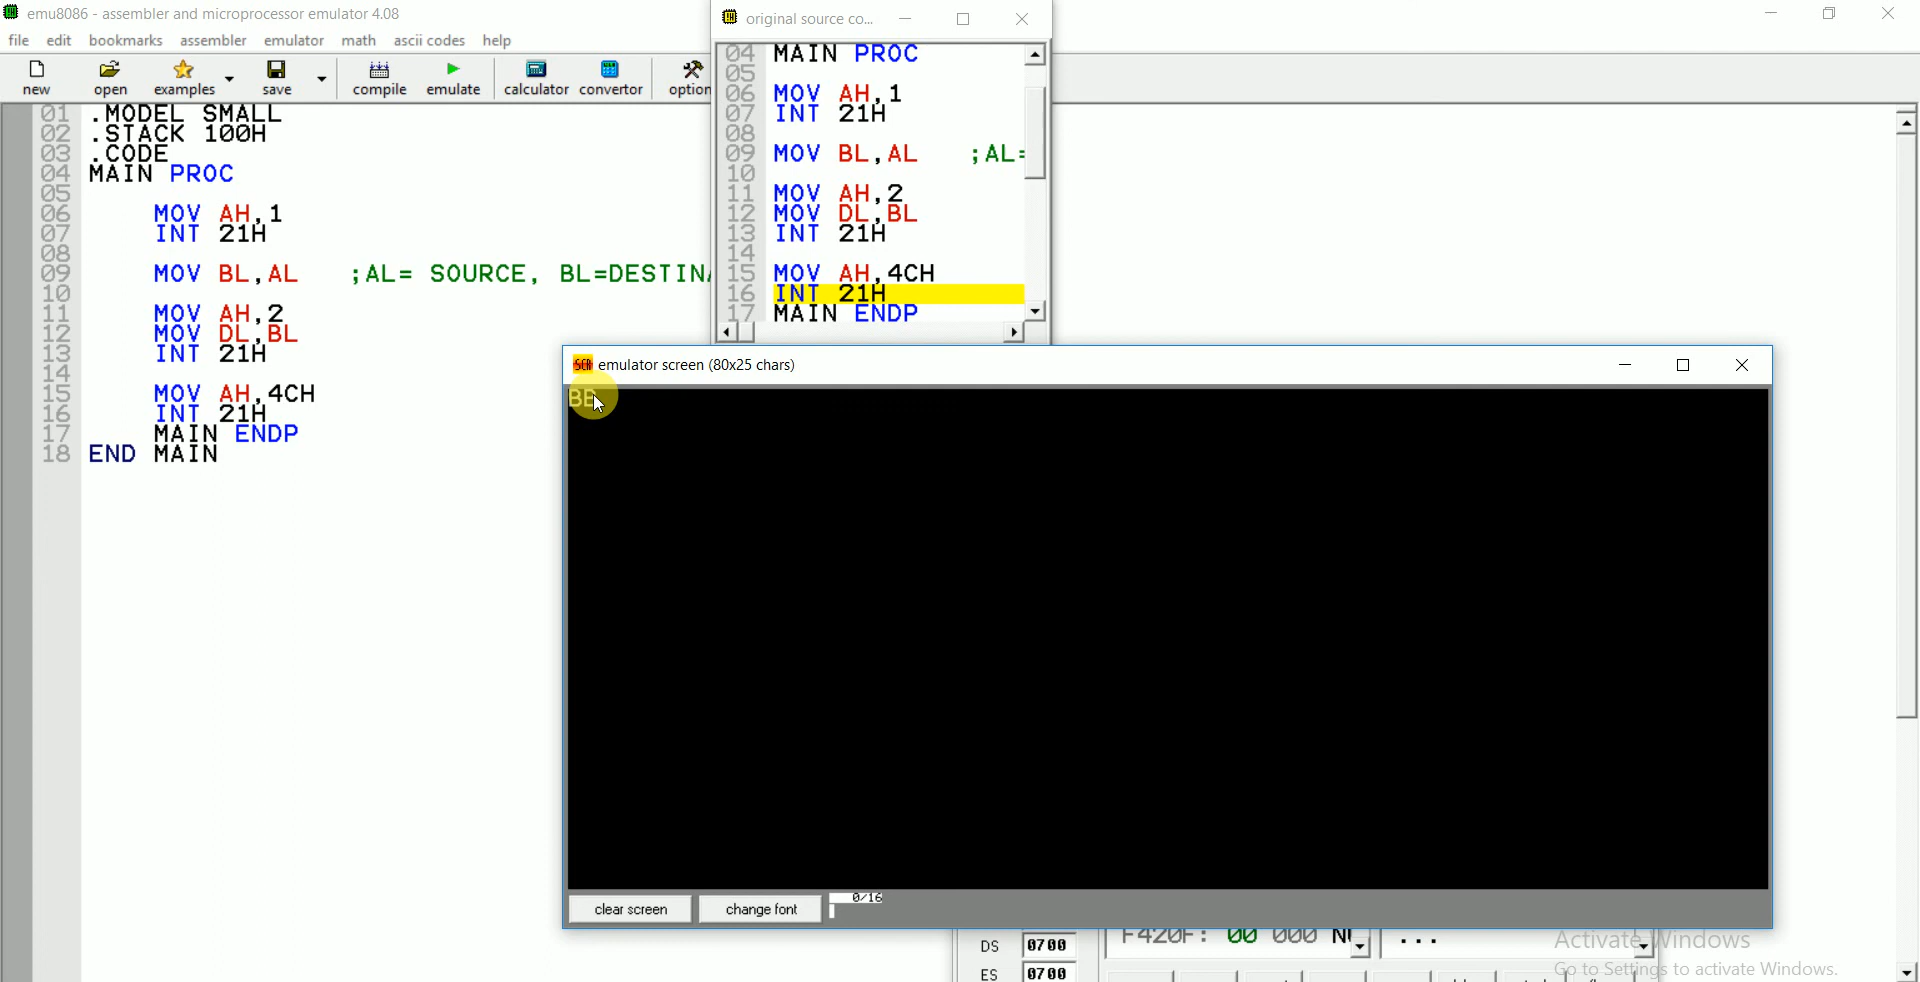 emu8086 - assembler and microprocessor emulator 4.08
file edit bookmarks assembler emulator math ascii codes help
new open examples save compile emulate calculator convertor option
01 .MODEL SMALL
02 .STACK 100H
03 .CODE
04 MAIN PROC
05
06 MOV AH,1
07 INT 21H
08
09 MOV BL,AL ;AL= SOURCE, BL=DESTINA
10
11 MOV AH,2
12 MOV DL,BL
13 INT 21H
14
15 MOV AH,4CH
16 INT 21H
17 MAIN ENDP
18 END MAIN
original source co...
04 MAIN PROC
05
06 MOV AH,1
07 INT 21H
08
09 MOV BL,AL ;AL=
10
11 MOV AH,2
12 MOV DL,BL
13 INT 21H
14
15 MOV AH,4CH
16 INT 21H
17 MAIN ENDP
emulator screen (80x25 chars)
BB
clear screen change font 0/16
DS 0700 F420F: 00 000 ...
ES 0700
Activate Windows
Go to Settings to activate Windows.